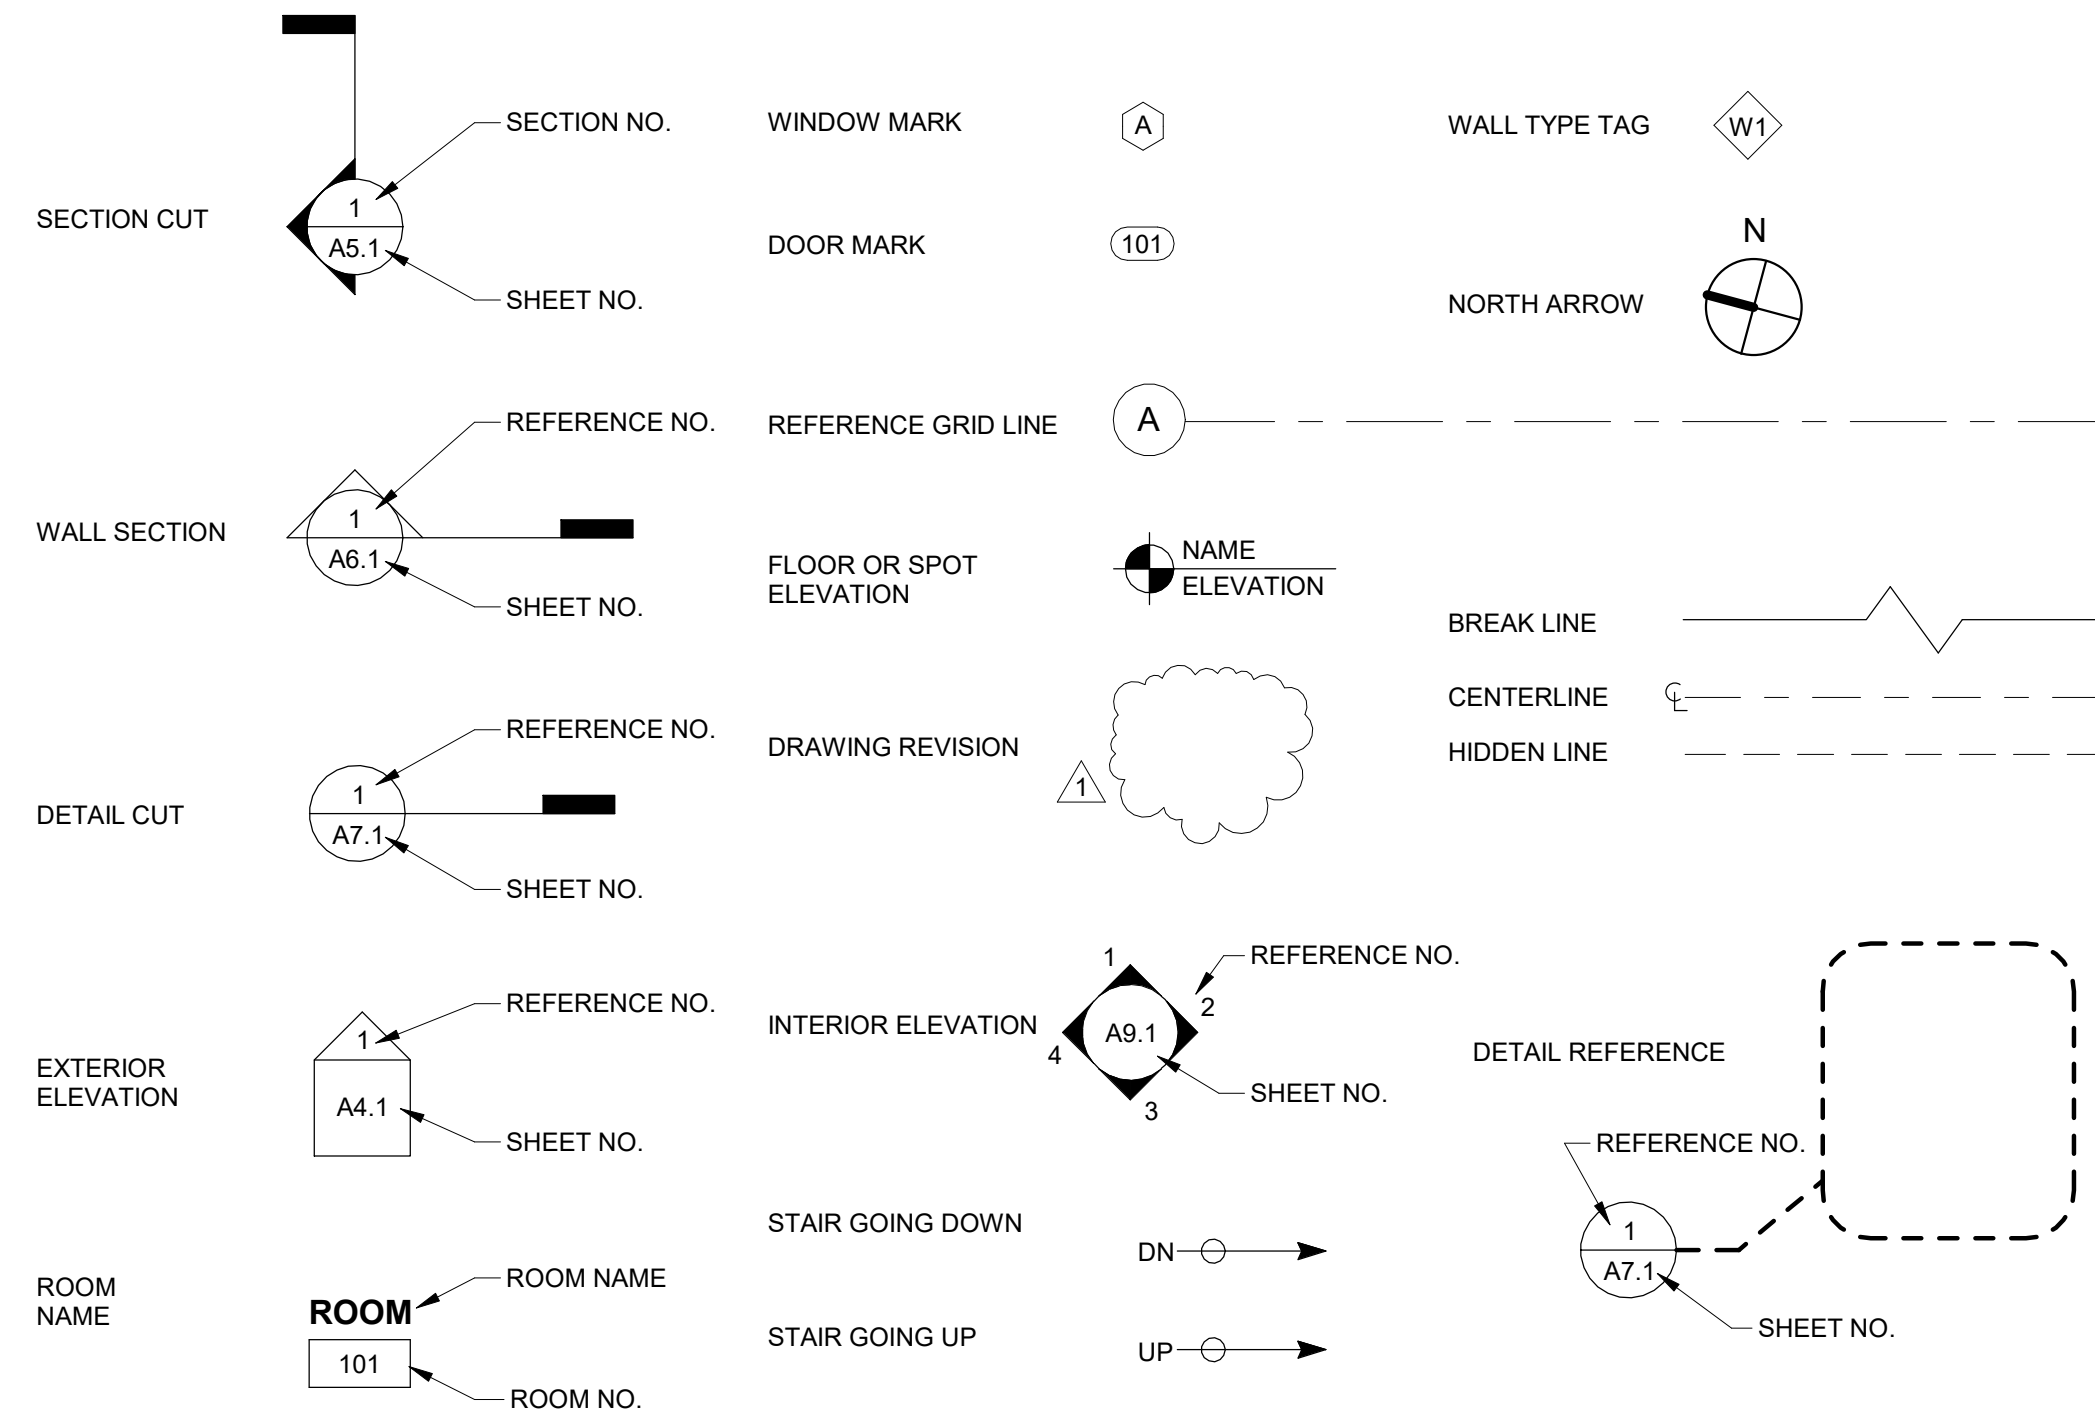 SECTION CUT
SECTION NO.
1
A5.1
SHEET NO.
WALL SECTION
REFERENCE NO.
1
A6.1
SHEET NO.
DETAIL CUT
REFERENCE NO.
1
A7.1
SHEET NO.
EXTERIOR
ELEVATION
REFERENCE NO.
1
A4.1
SHEET NO.
ROOM
NAME
ROOM NAME
ROOM
101
ROOM NO.
WINDOW MARK
A
DOOR MARK
101
REFERENCE GRID LINE
A
FLOOR OR SPOT
ELEVATION
NAME
ELEVATION
DRAWING REVISION
1
INTERIOR ELEVATION
1
REFERENCE NO.
2
A9.1
4
SHEET NO.
3
STAIR GOING DOWN
DN
STAIR GOING UP
UP
WALL TYPE TAG
W1
N
NORTH ARROW
BREAK LINE
CENTERLINE
℄
HIDDEN LINE
DETAIL REFERENCE
REFERENCE NO.
1
A7.1
SHEET NO.